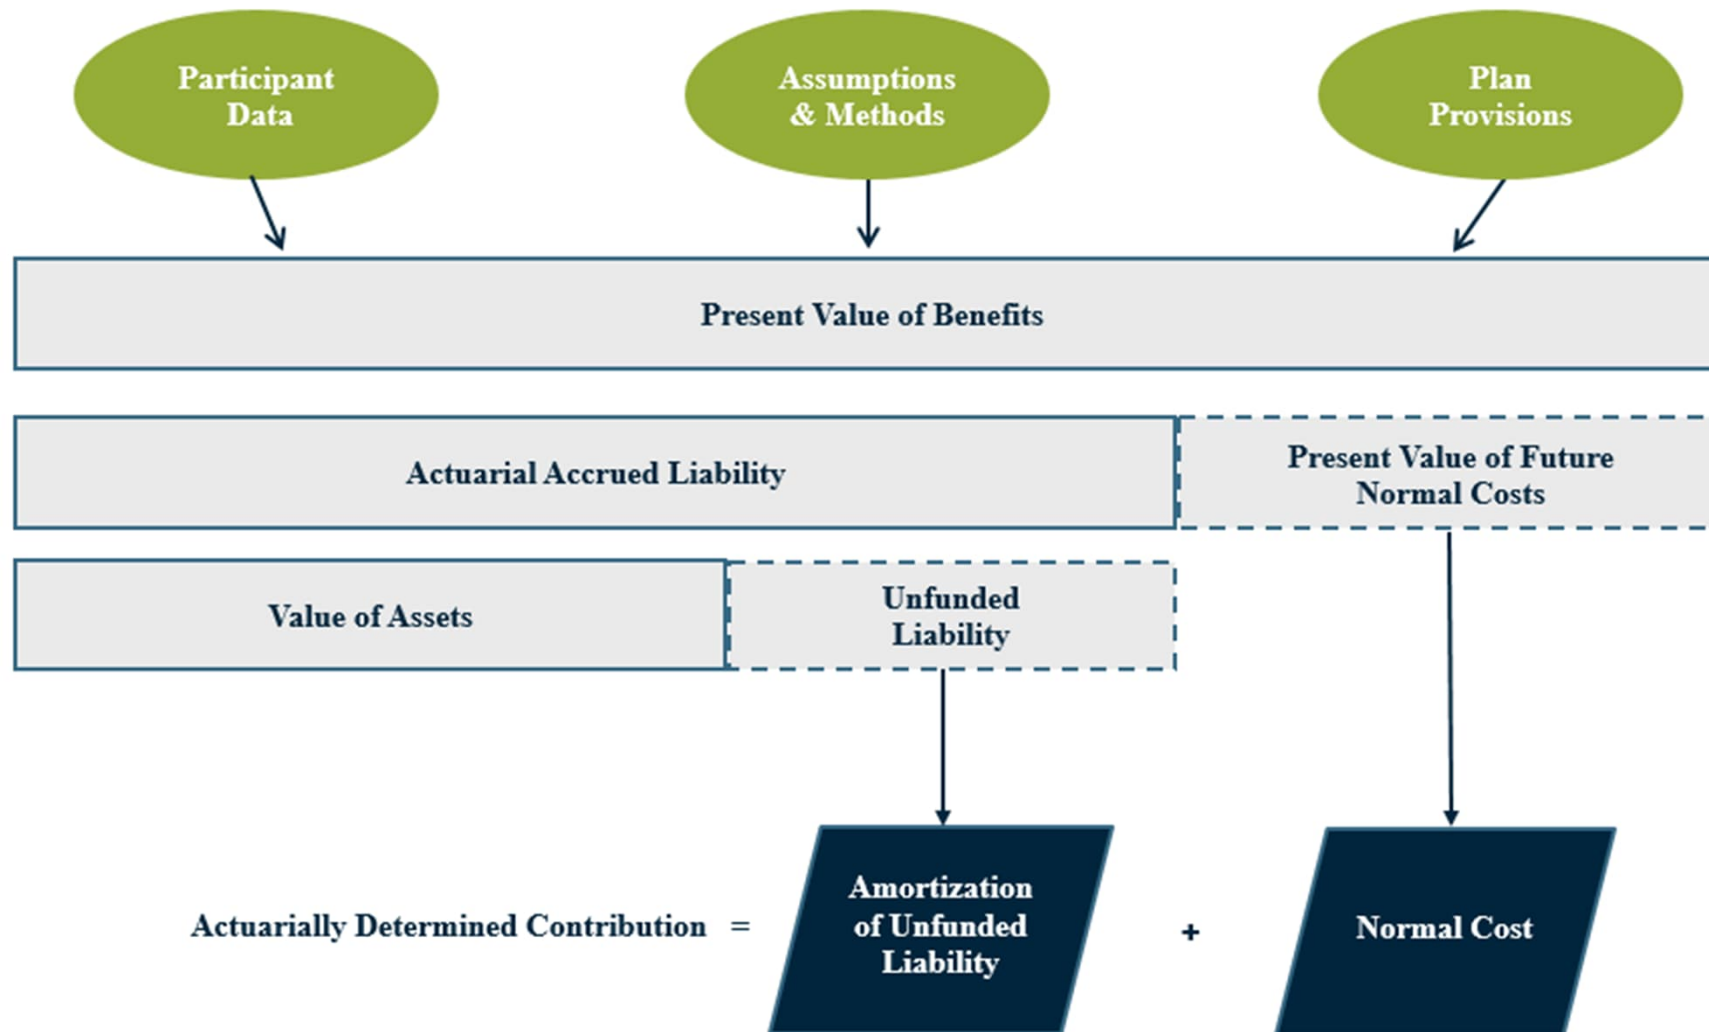 Participant
Data
Assumptions
& Methods
Plan
Provisions
Present Value of Benefits
Actuarial Accrued Liability
Present Value of Future
Normal Costs
Value of Assets
Unfunded
Liability
Actuarially Determined Contribution =
Amortization
of Unfunded
Liability
+
Normal Cost